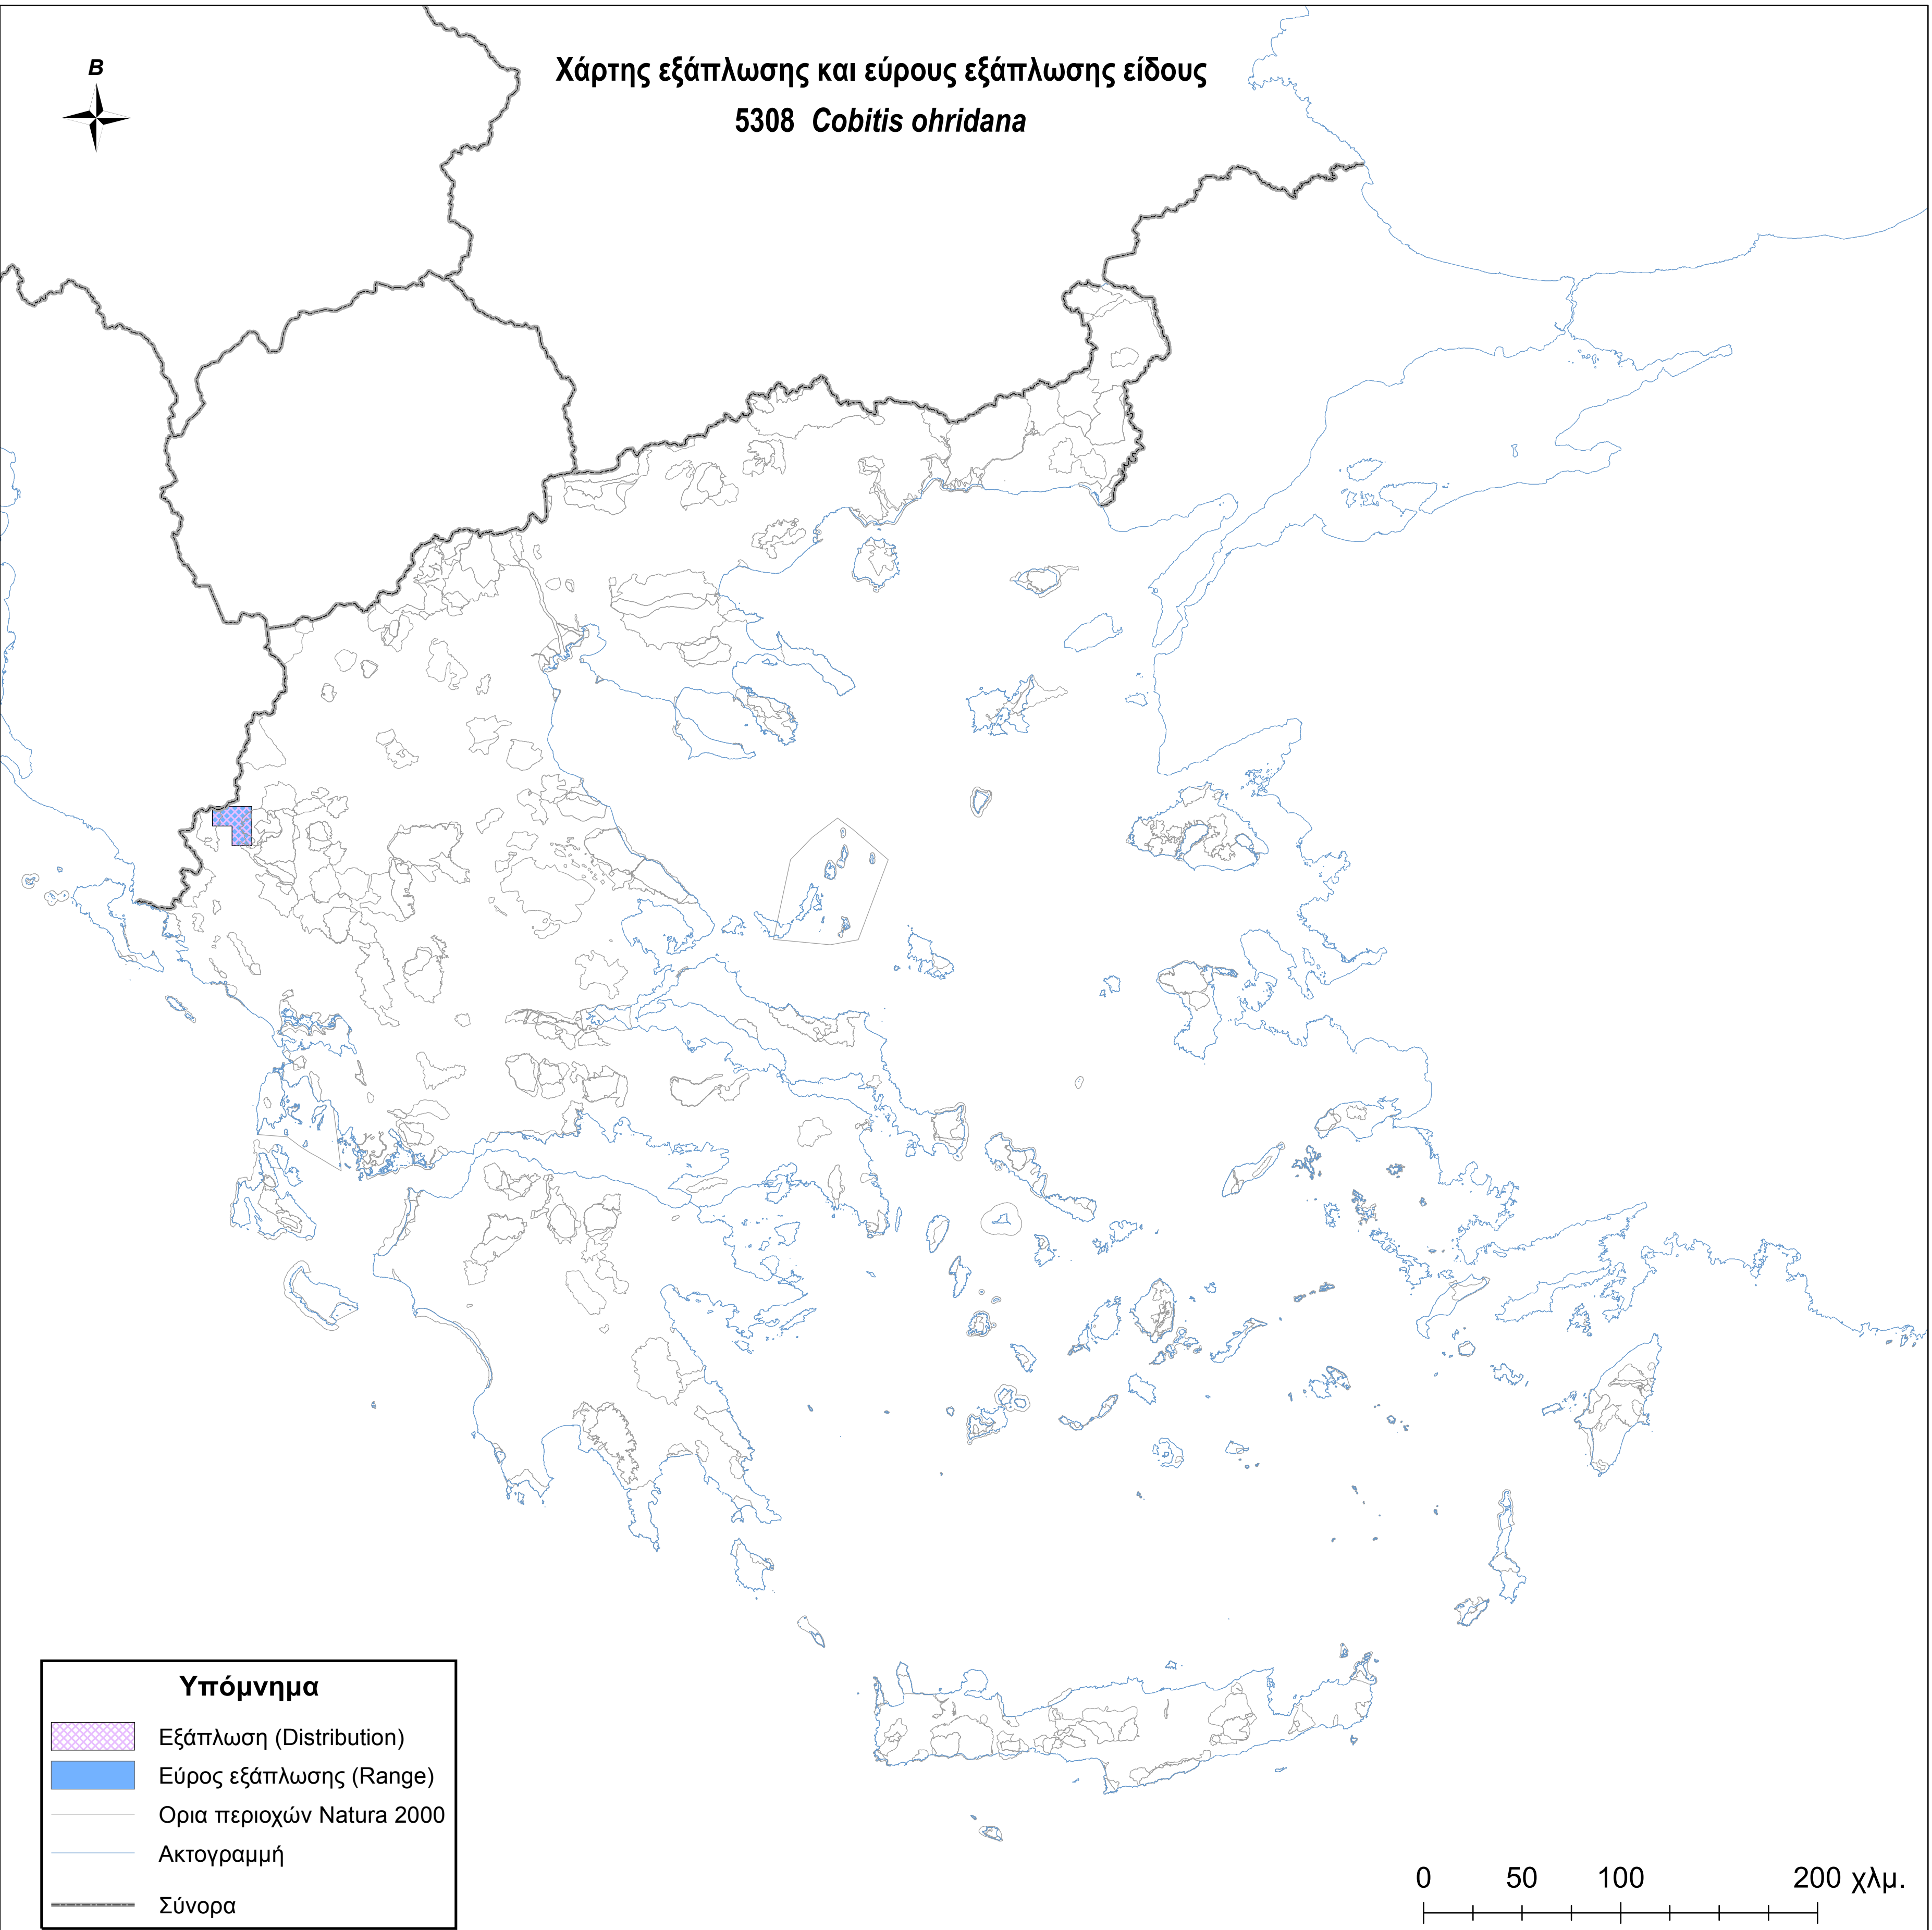 Χάρτης εξάπλωσης και εύρους εξάπλωσης είδους
5308 Cobitis ohridana
Β
Υπόμνημα
Εξάπλωση (Distribution)
Εύρος εξάπλωσης (Range)
Ορια περιοχών Natura 2000
Ακτογραμμή
Σύνορα
0 50 100 200 χλμ.